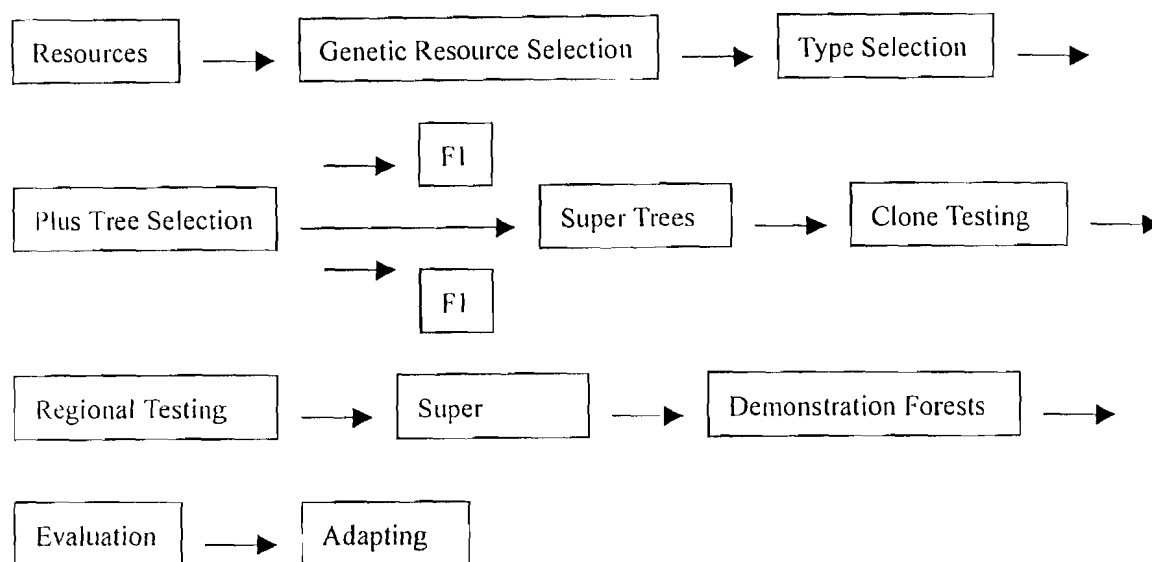 Resources
Genetic Resource Selection
Type Selection
F1
Plus Tree Selection
Super Trees
Clone Testing
F1
Regional Testing
Super
Demonstration Forests
Evaluation
Adapting